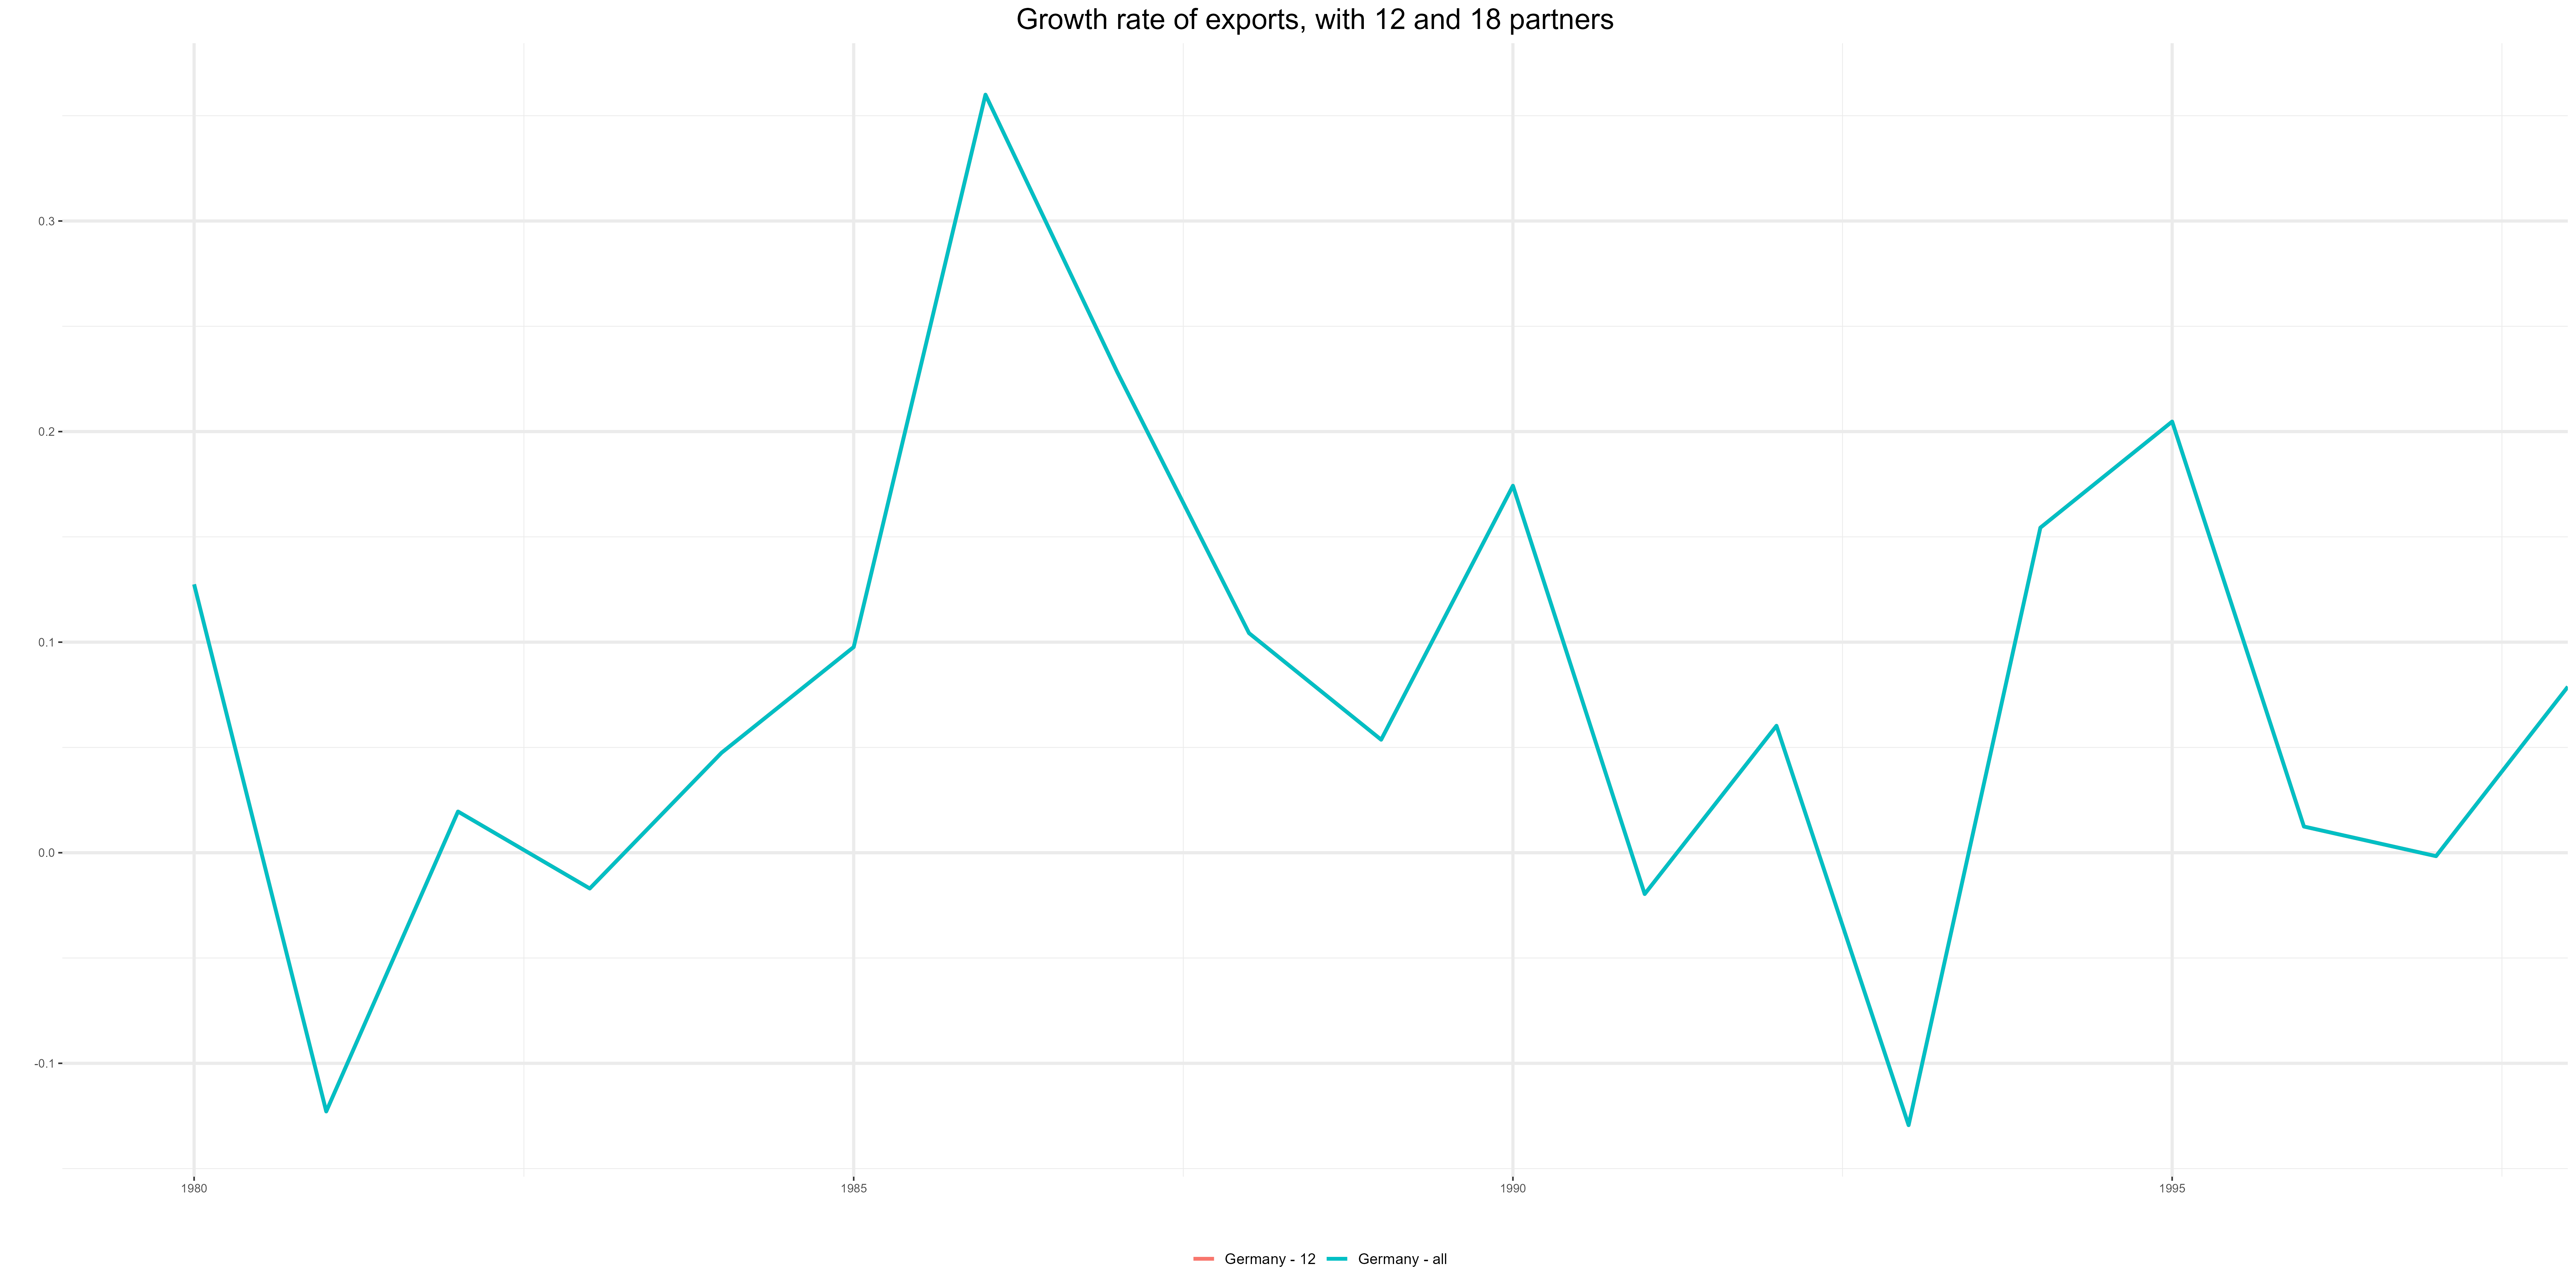 Growth rate of exports, with 12 and 18 partners
0.3
0.2
0.1
0.0
-0.1
1980 1985 1990 1995
Germany - 12 Germany - all